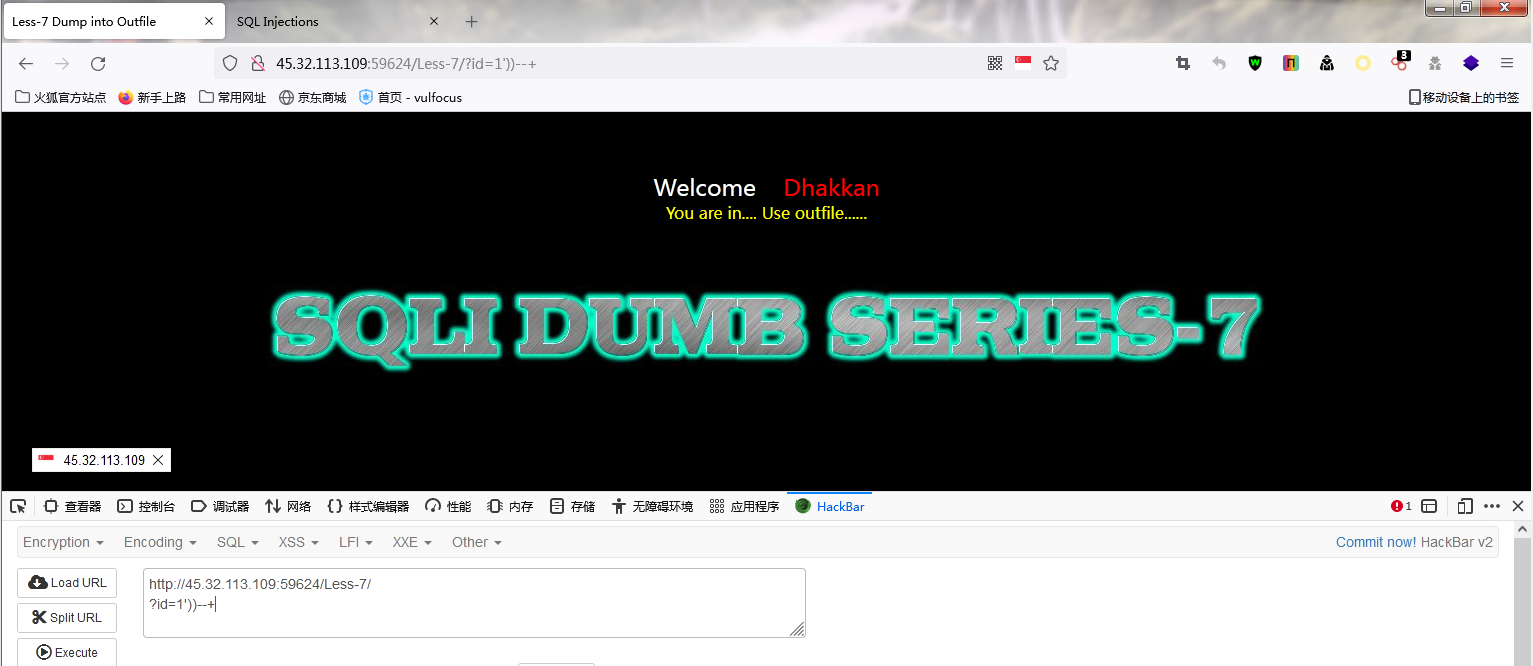 Less-7 Dump into Outfile
SQL Injections
45.32.113.109:59624/Less-7/?id=1'))--+
3
火狐官方站点 新手上路 常用网址 京东商城 首页 - vulfocus 移动设备上的书签
Welcome Dhakkan
You are in.... Use outfile......
SQLI DUMB SERIES-7
45.32.113.109
查看器 控制台 调试器 网络 样式编辑器 性能 内存 存储 无障碍环境 应用程序 HackBar 1
Encryption Encoding SQL XSS LFI XXE Other Commit now! HackBar v2
Load URL
http://45.32.113.109:59624/Less-7/
?id=1'))--+
Split URL
Execute